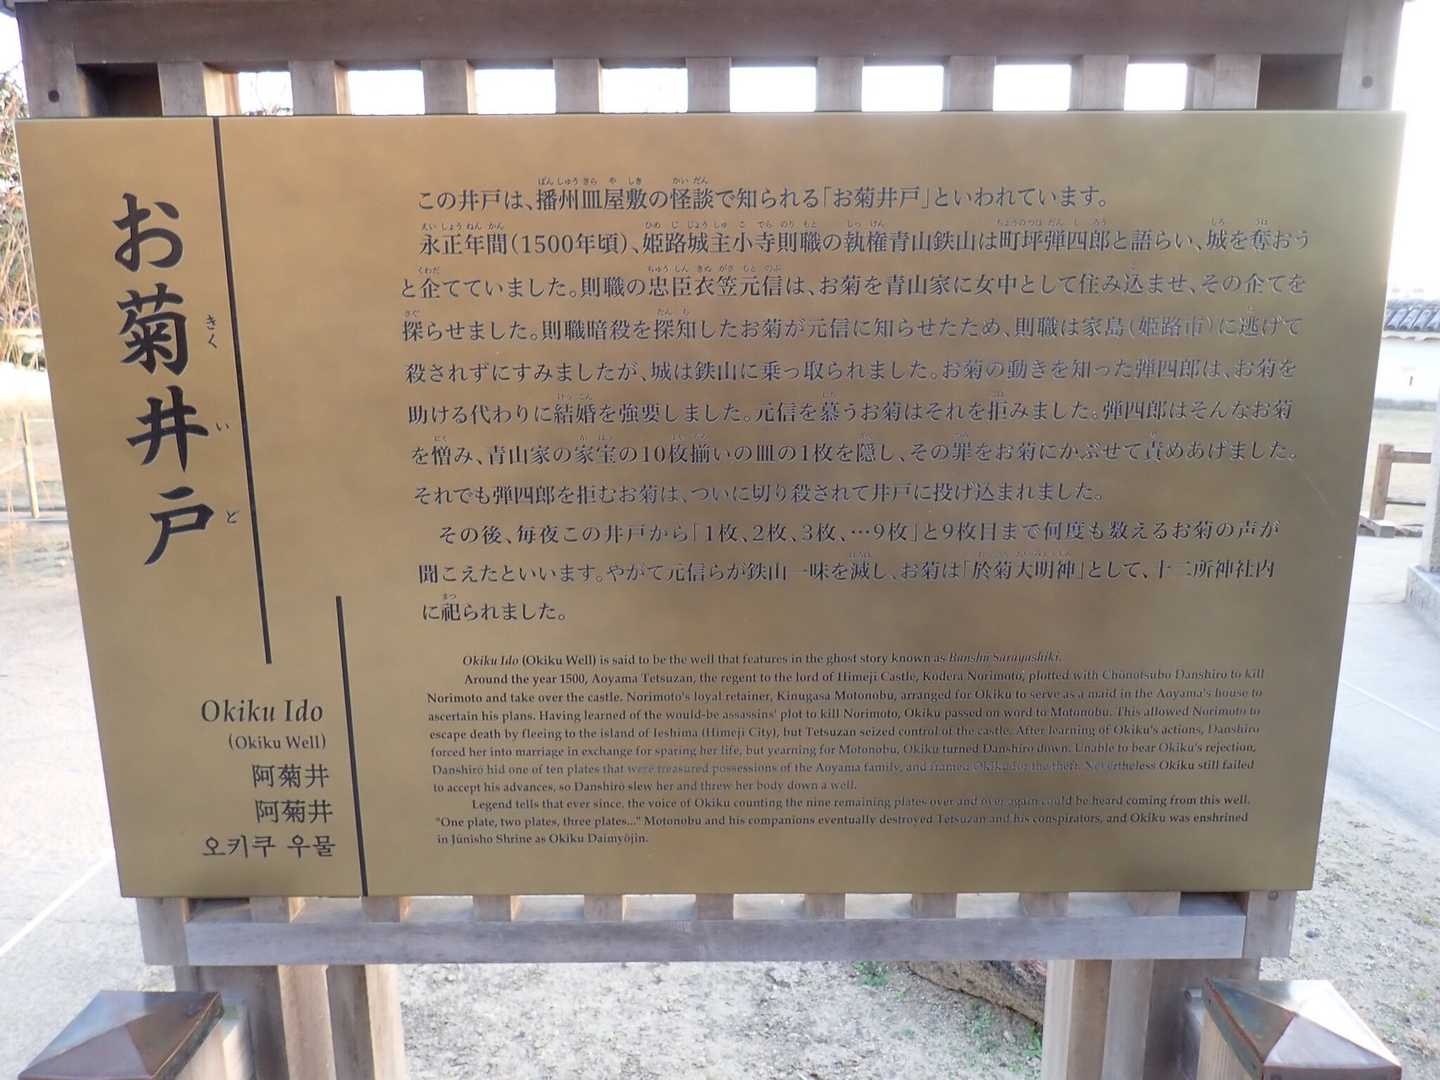 お菊井戸
きく い ど
Okiku Ido
(Okiku Well)
阿菊井
阿菊井
오키쿠 우물
この井戸は、播州皿屋敷の怪談で知られる「お菊井戸」といわれています。
永正年間（1500年頃）、姫路城主小寺則職の執権青山鉄山は町坪弾四郎と語らい、城を奪おう
と企てていました。則職の忠臣衣笠元信は、お菊を青山家に女中として住み込ませ、その企てを
探らせました。則職暗殺を探知したお菊が元信に知らせたため、則職は家島（姫路市）に逃げて
殺されずにすみましたが、城は鉄山に乗っ取られました。お菊の動きを知った弾四郎は、お菊を
助ける代わりに結婚を強要しました。元信を慕うお菊はそれを拒みました。弾四郎はそんなお菊
を憎み、青山家の家宝の10枚揃いの皿の1枚を隠し、その罪をお菊にかぶせて責めあげました。
それでも弾四郎を拒むお菊は、ついに切り殺されて井戸に投げ込まれました。
その後、毎夜この井戸から「1枚、2枚、3枚、…9枚」と9枚目まで何度も数えるお菊の声が
聞こえたといいます。やがて元信らが鉄山一味を滅し、お菊は「於菊大明神」として、十二所神社内
に祀られました。
Okiku Ido (Okiku Well) is said to be the well that features in the ghost story known as Banshū Sarayashiki.
Around the year 1500, Aoyama Tetsuzan, the regent to the lord of Himeji Castle, Kodera Norimoto, plotted with Chōnotsubo Danshiro to kill
Norimoto and take over the castle. Norimoto's loyal retainer, Kinugasa Motonobu, arranged for Okiku to serve as a maid in the Aoyama's house to
ascertain his plans. Having learned of the would-be assassins' plot to kill Norimoto, Okiku passed on word to Motonobu. This allowed Norimoto to
escape death by fleeing to the island of Ieshima (Himeji City), but Tetsuzan seized control of the castle. After learning of Okiku's actions, Danshiro
forced her into marriage in exchange for sparing her life, but yearning for Motonobu, Okiku turned Danshiro down. Unable to bear Okiku's rejection,
Danshiro hid one of ten plates that were treasured possessions of the Aoyama family, and framed Okiku for the theft. Nevertheless Okiku still failed
to accept his advances, so Danshiro slew her and threw her body down a well.
Legend tells that ever since, the voice of Okiku counting the nine remaining plates over and over again could be heard coming from this well.
"One plate, two plates, three plates..." Motonobu and his companions eventually destroyed Tetsuzan and his conspirators, and Okiku was enshrined
in Jūnisho Shrine as Okiku Daimyōjin.